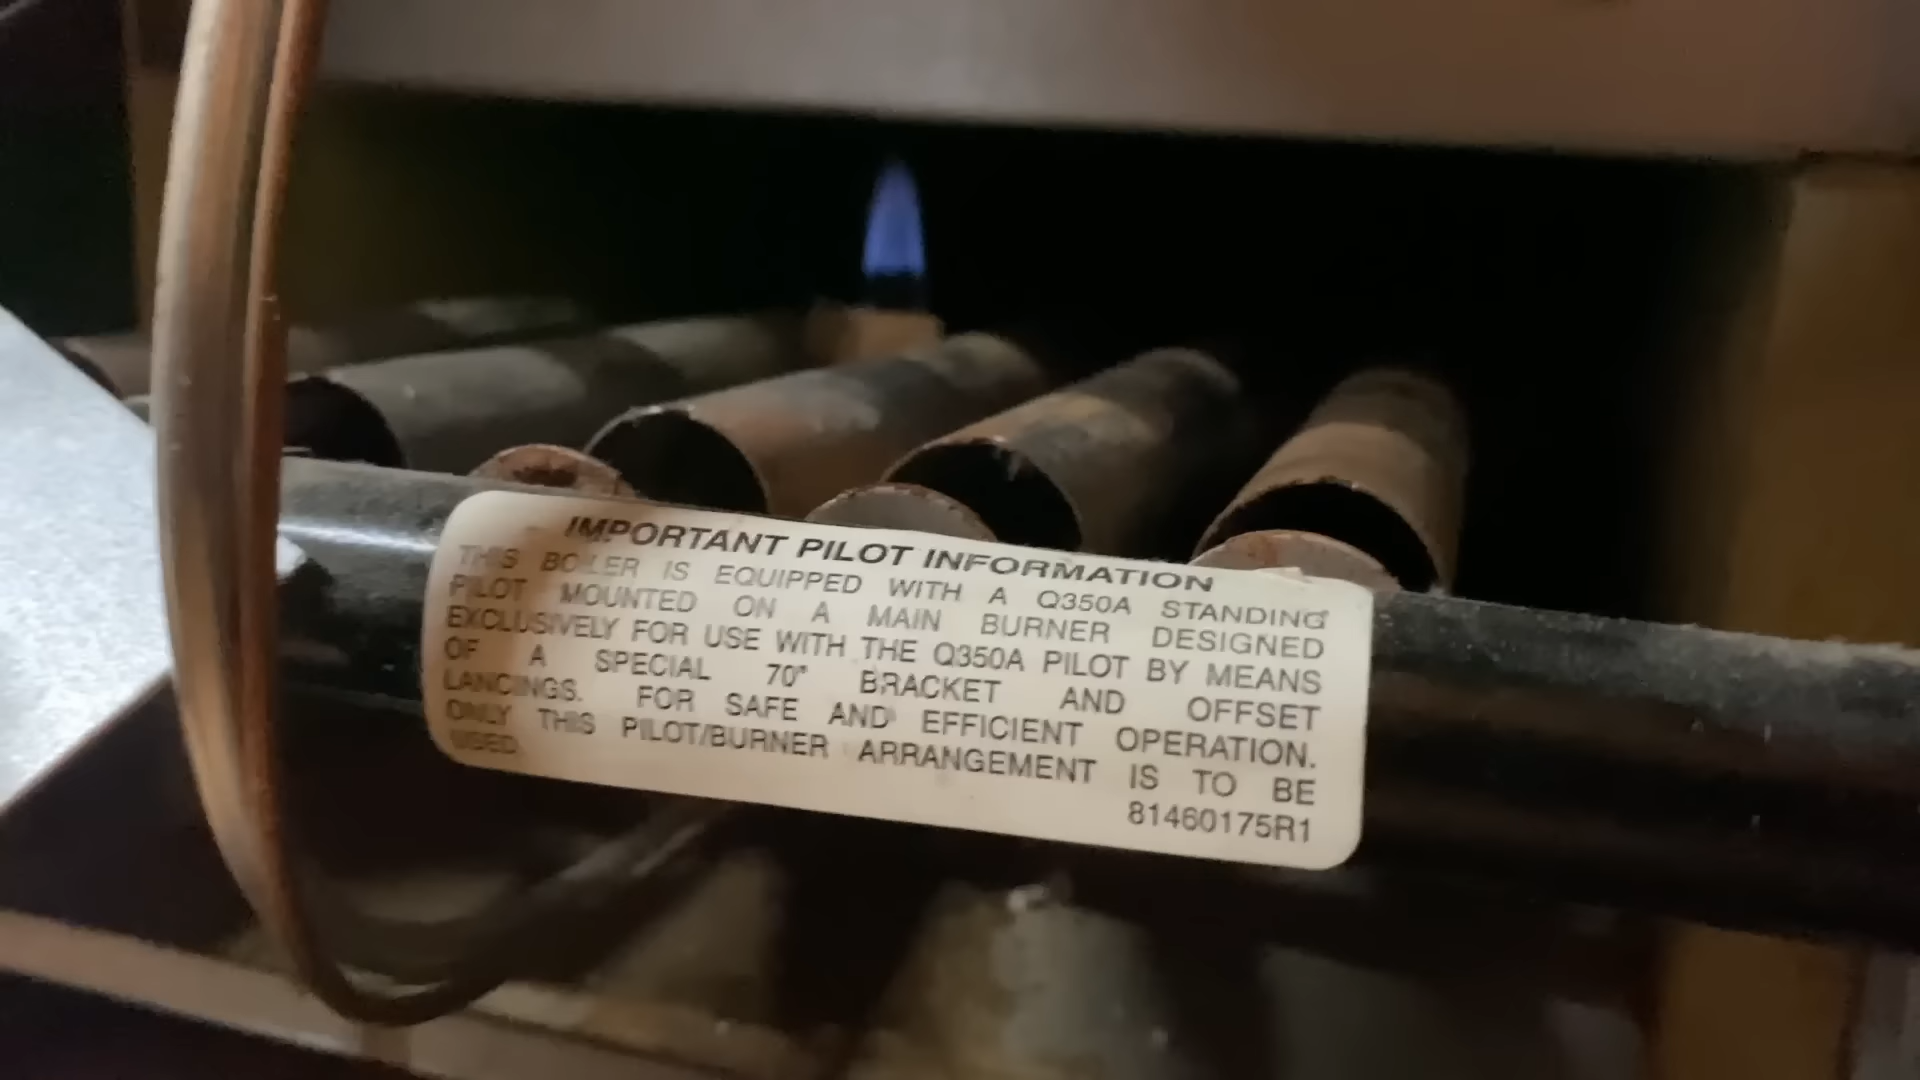 IMPORTANT PILOT INFORMATION
THIS BOILER IS EQUIPPED WITH A Q350A STANDING
PILOT MOUNTED ON A MAIN BURNER DESIGNED
EXCLUSIVELY FOR USE WITH THE Q350A PILOT BY MEANS
OF A SPECIAL 70° BRACKET AND OFFSET
LANCINGS. FOR SAFE AND EFFICIENT OPERATION.
ONLY THIS PILOT/BURNER ARRANGEMENT IS TO BE
USED
81460175R1